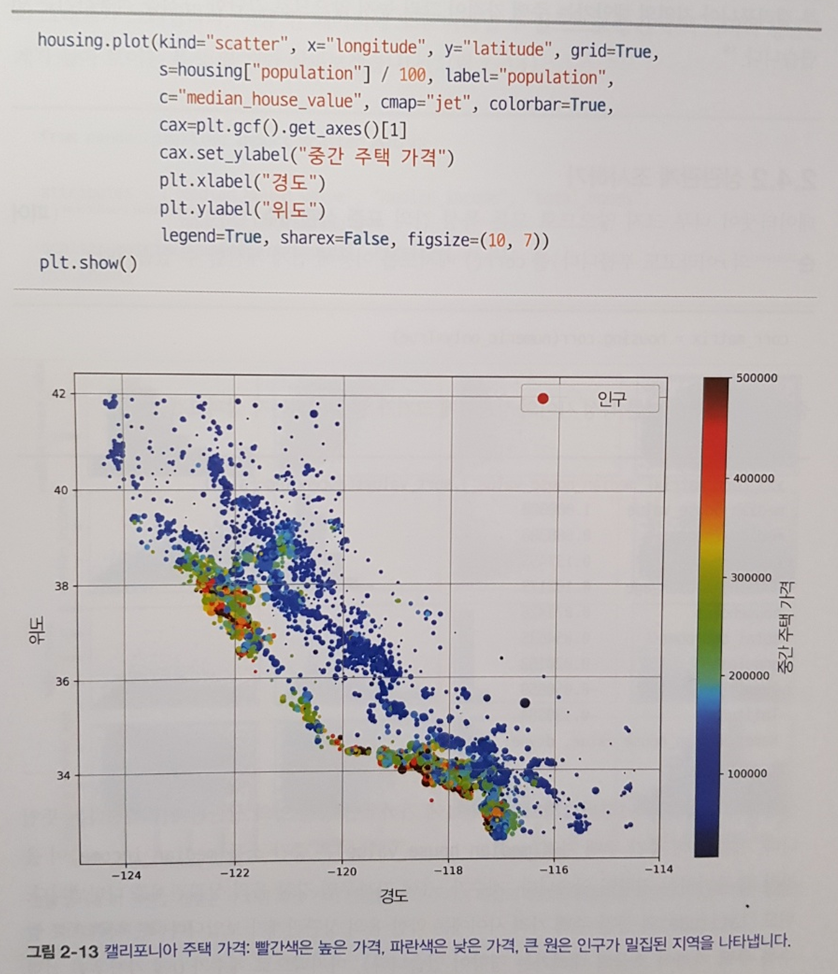 housing.plot(kind="scatter", x="longitude", y="latitude", grid=True,
s=housing["population"] / 100, label="population",
c="median_house_value", cmap="jet", colorbar=True,
cax=plt.gcf().get_axes()[1]
cax.set_ylabel("중간 주택 가격")
plt.xlabel("경도")
plt.ylabel("위도")
legend=True, sharex=False, figsize=(10, 7))
plt.show()
인구
42
40
38
36
34
위도
−124
−122
−120
−118
−116
−114
경도
500000
400000
300000
200000
100000
중간 주택 가격
그림 2-13 캘리포니아 주택 가격: 빨간색은 높은 가격, 파란색은 낮은 가격, 큰 원은 인구가 밀집된 지역을 나타냅니다.